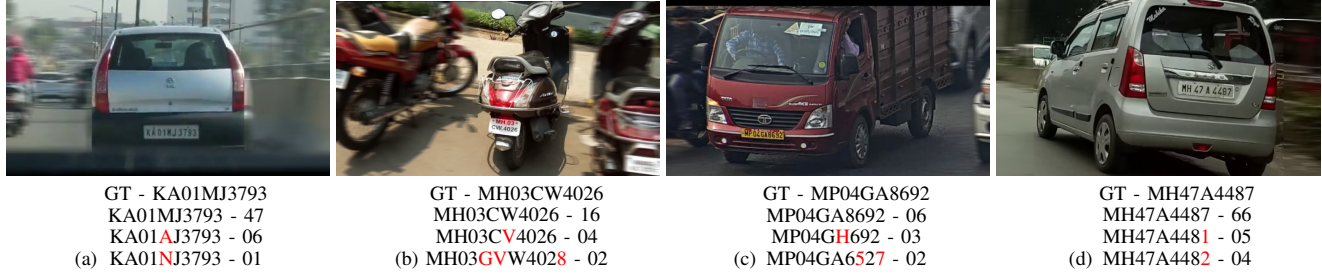 KA01MJ3793
MH 03
CW 4026
TATA
MP04GA8692
MH 47 A 4487
GT - KA01MJ3793
KA01MJ3793 - 47
KA01AJ3793 - 06
(a) KA01NJ3793 - 01
GT - MH03CW4026
MH03CW4026 - 16
MH03CV4026 - 04
(b) MH03GVW4028 - 02
GT - MP04GA8692
MP04GA8692 - 06
MP04GH692 - 03
(c) MP04GA6527 - 02
GT - MH47A4487
MH47A4487 - 66
MH47A4481 - 05
(d) MH47A4482 - 04